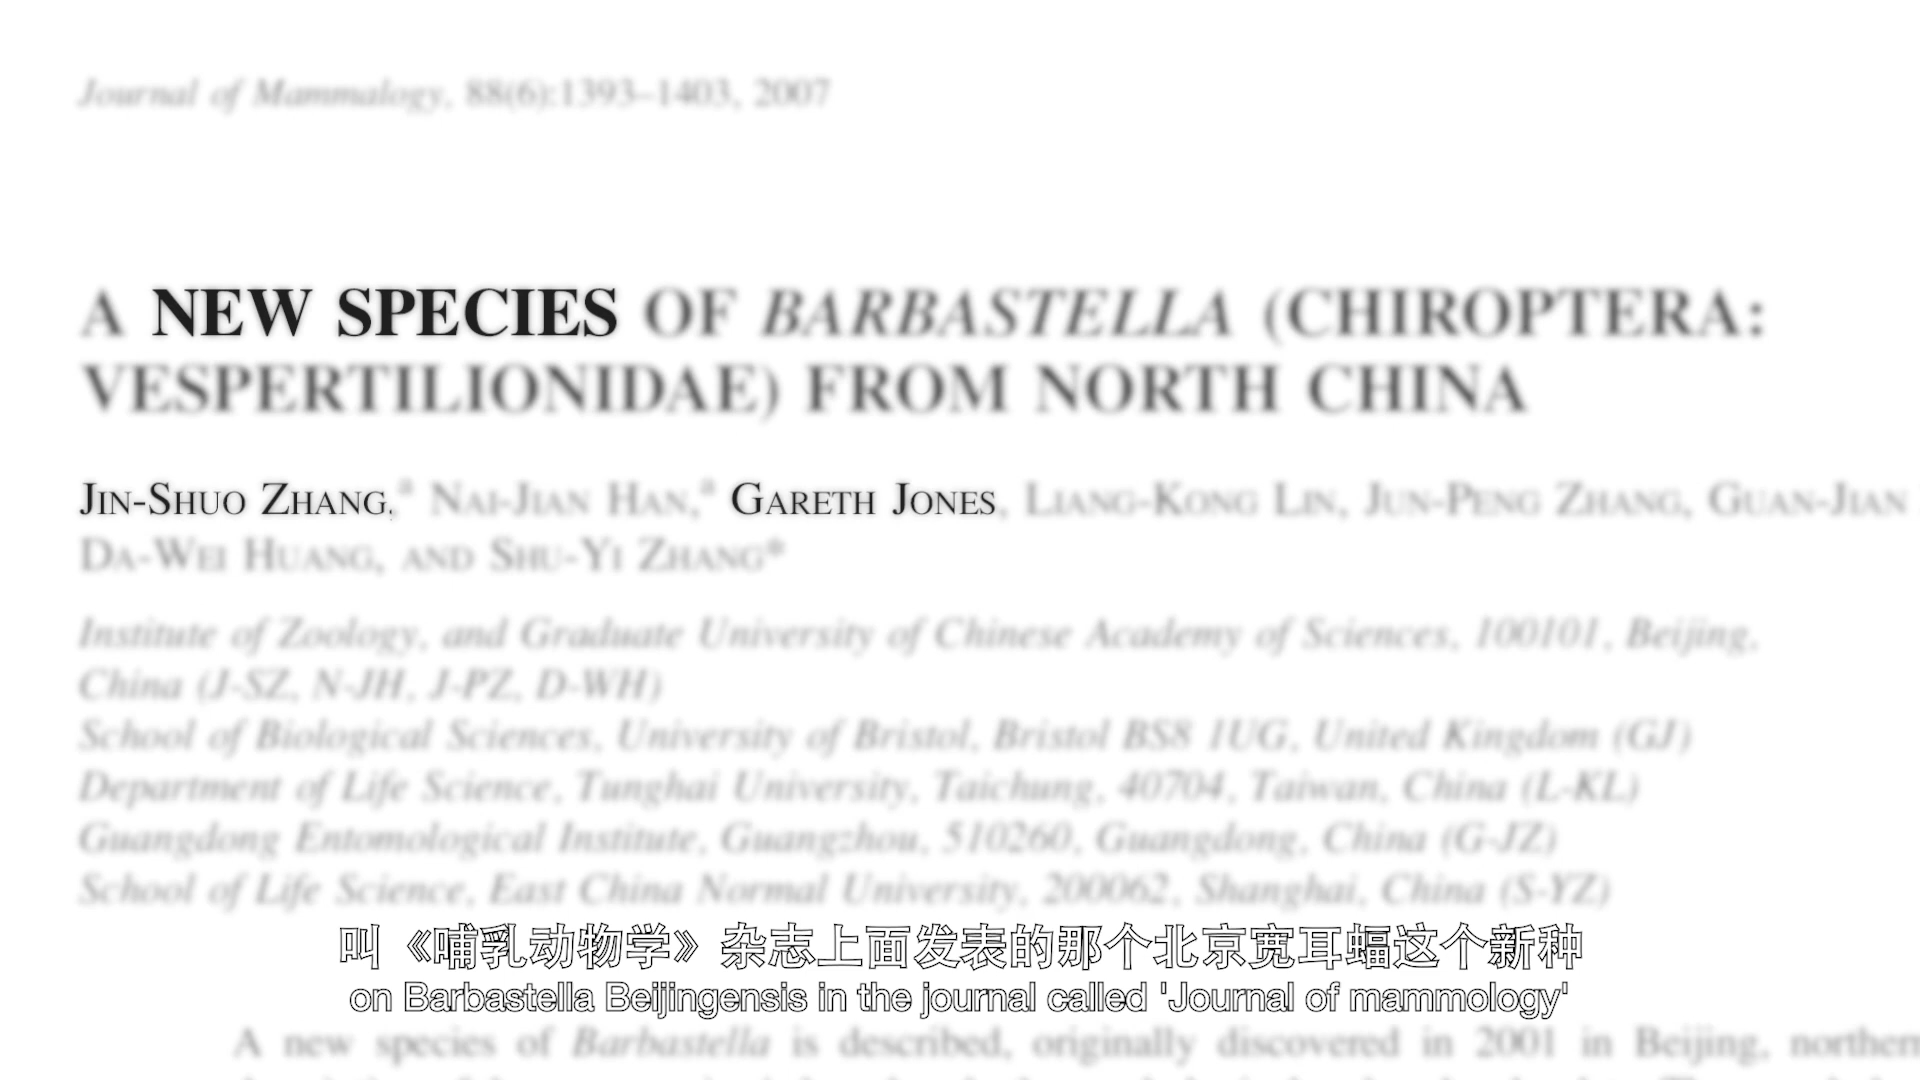 Journal of Mammalogy, 88(6):1393–1403, 2007
A NEW SPECIES OF BARBASTELLA (CHIROPTERA:
VESPERTILIONIDAE) FROM NORTH CHINA
JIN-SHUO ZHANG,ᵃ NAI-JIAN HAN,ᵃ GARETH JONES, LIANG-KONG LIN, JUN-PENG ZHANG, GUAN-JIAN
DA-WEI HUANG, AND SHU-YI ZHANG*
Institute of Zoology, and Graduate University of Chinese Academy of Sciences, 100101, Beijing,
China (J-SZ, N-JH, J-PZ, D-WH)
School of Biological Sciences, University of Bristol, Bristol BS8 1UG, United Kingdom (GJ)
Department of Life Science, Tunghai University, Taichung, 40704, Taiwan, China (L-KL)
Guangdong Entomological Institute, Guangzhou, 510260, Guangdong, China (G-JZ)
School of Life Science, East China Normal University, 200062, Shanghai, China (S-YZ)
叫《哺乳动物学》杂志上面发表的那个北京宽耳蝠这个新种
on Barbastella Beijingensis in the journal called 'Journal of mammology'
A new species of Barbastella is described, originally discovered in 2001 in Beijing, northern